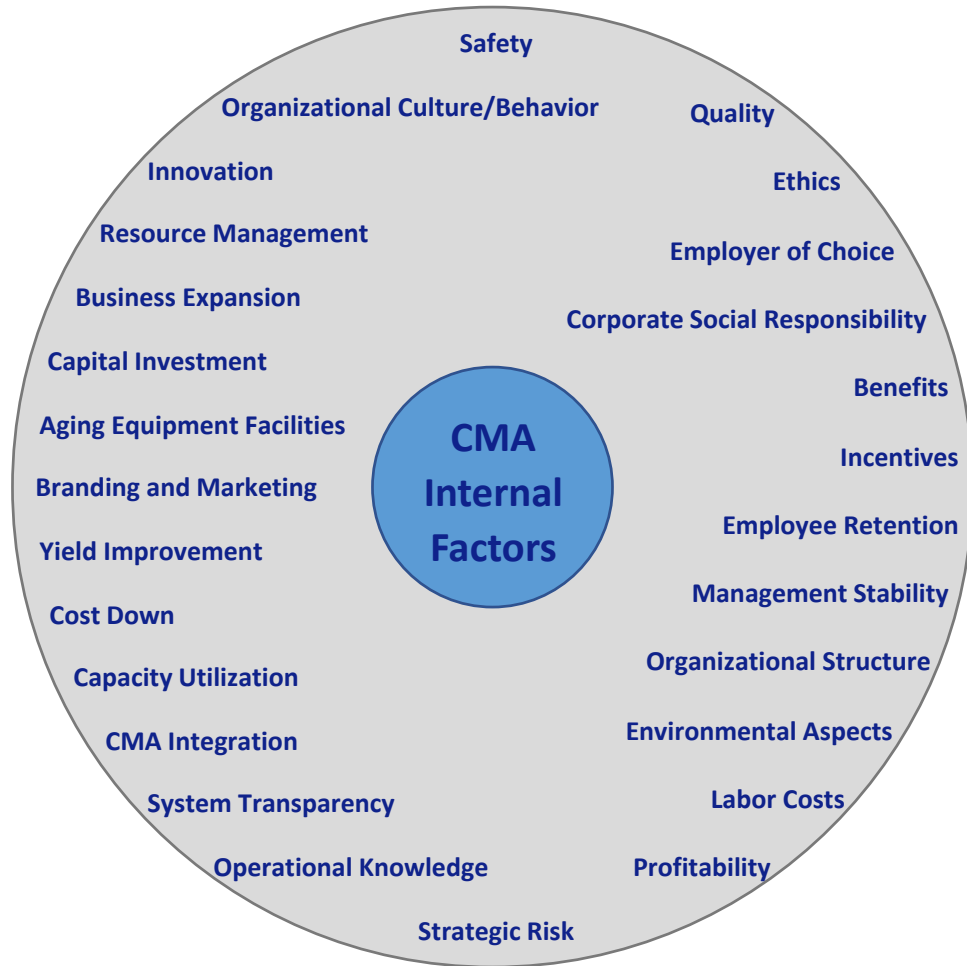 Safety
Organizational Culture/Behavior
Quality
Innovation
Ethics
Resource Management
Employer of Choice
Business Expansion
Corporate Social Responsibility
Capital Investment
Benefits
Aging Equipment Facilities
CMA
Internal
Factors
Incentives
Branding and Marketing
Employee Retention
Yield Improvement
Management Stability
Cost Down
Organizational Structure
Capacity Utilization
Environmental Aspects
CMA Integration
Labor Costs
System Transparency
Profitability
Operational Knowledge
Strategic Risk